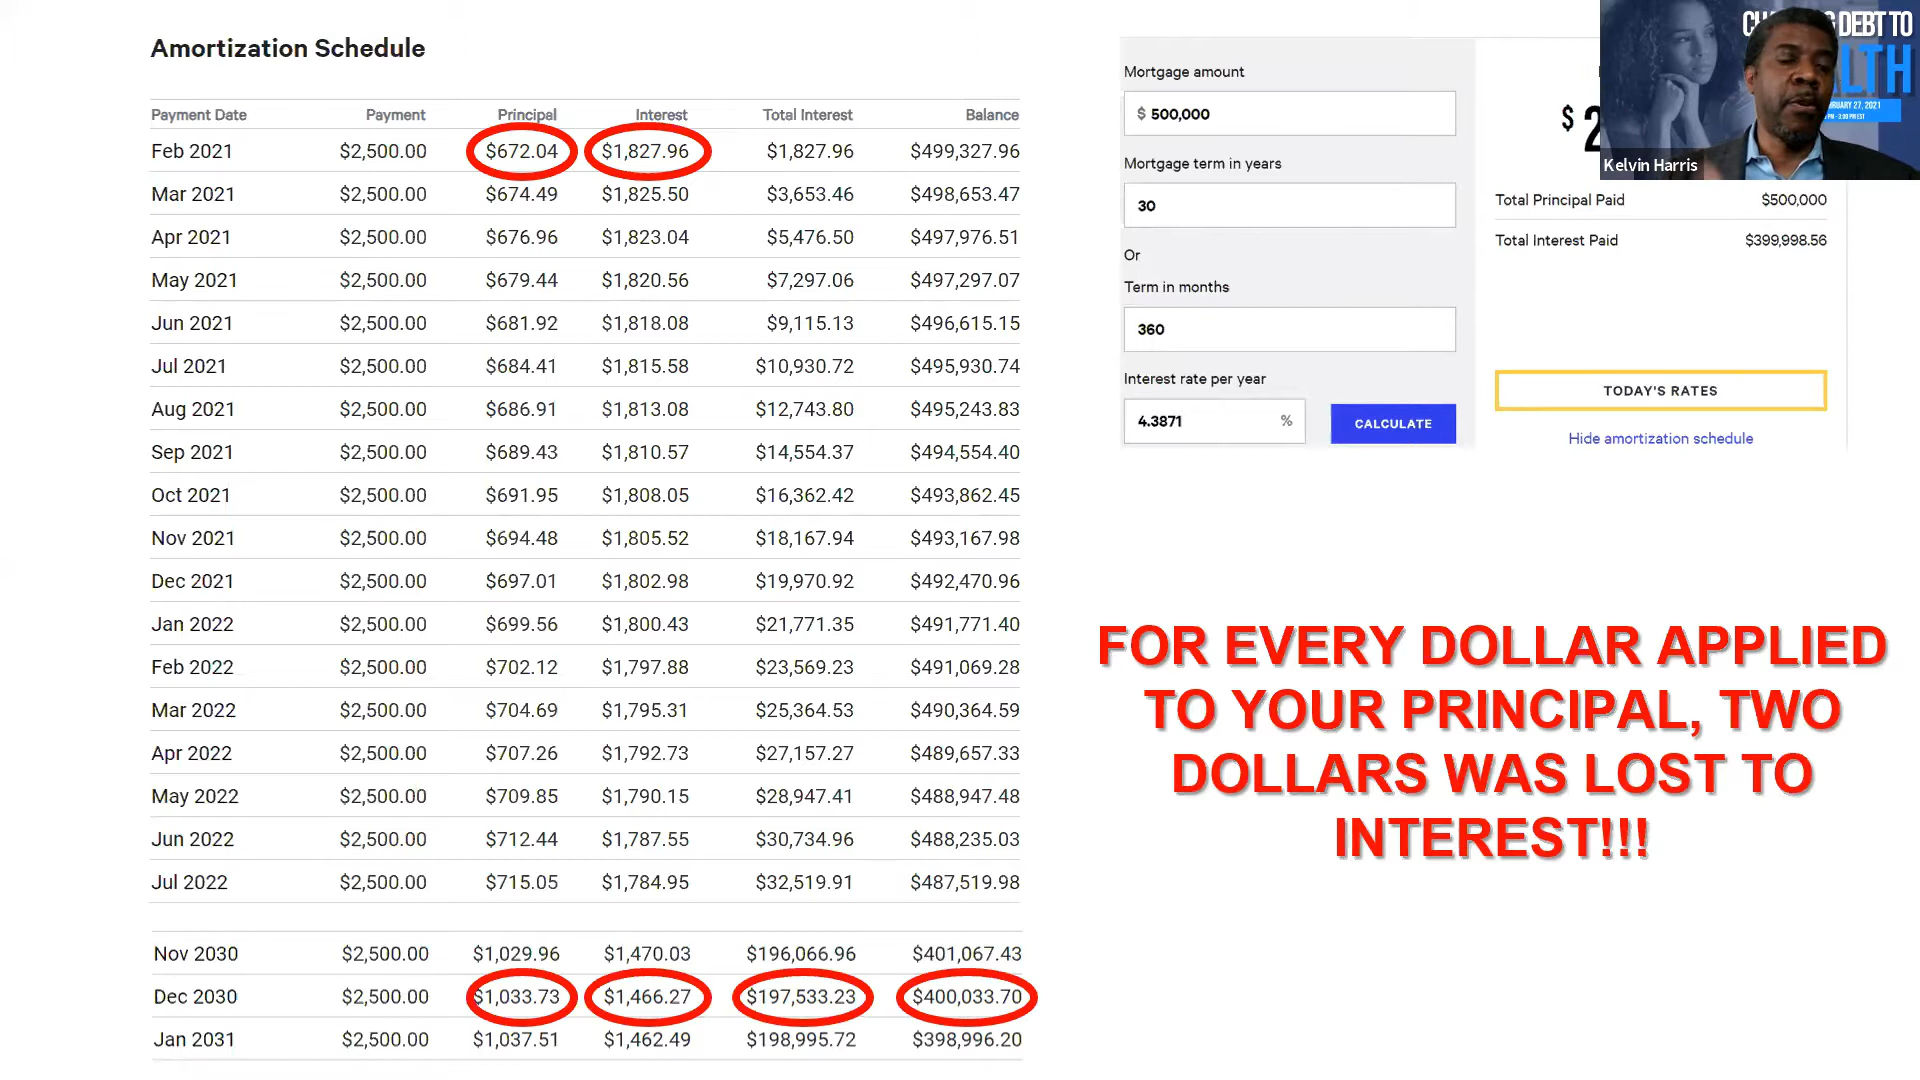 Amortization Schedule
Payment Date Payment Principal Interest Total Interest Balance
Feb 2021 $2,500.00 $672.04 $1,827.96 $1,827.96 $499,327.96
Mar 2021 $2,500.00 $674.49 $1,825.50 $3,653.46 $498,653.47
Apr 2021 $2,500.00 $676.96 $1,823.04 $5,476.50 $497,976.51
May 2021 $2,500.00 $679.44 $1,820.56 $7,297.06 $497,297.07
Jun 2021 $2,500.00 $681.92 $1,818.08 $9,115.13 $496,615.15
Jul 2021 $2,500.00 $684.41 $1,815.58 $10,930.72 $495,930.74
Aug 2021 $2,500.00 $686.91 $1,813.08 $12,743.80 $495,243.83
Sep 2021 $2,500.00 $689.43 $1,810.57 $14,554.37 $494,554.40
Oct 2021 $2,500.00 $691.95 $1,808.05 $16,362.42 $493,862.45
Nov 2021 $2,500.00 $694.48 $1,805.52 $18,167.94 $493,167.98
Dec 2021 $2,500.00 $697.01 $1,802.98 $19,970.92 $492,470.96
Jan 2022 $2,500.00 $699.56 $1,800.43 $21,771.35 $491,771.40
Feb 2022 $2,500.00 $702.12 $1,797.88 $23,569.23 $491,069.28
Mar 2022 $2,500.00 $704.69 $1,795.31 $25,364.53 $490,364.59
Apr 2022 $2,500.00 $707.26 $1,792.73 $27,157.27 $489,657.33
May 2022 $2,500.00 $709.85 $1,790.15 $28,947.41 $488,947.48
Jun 2022 $2,500.00 $712.44 $1,787.55 $30,734.96 $488,235.03
Jul 2022 $2,500.00 $715.05 $1,784.95 $32,519.91 $487,519.98
Nov 2030 $2,500.00 $1,029.96 $1,470.03 $196,066.96 $401,067.43
Dec 2030 $2,500.00 $1,033.73 $1,466.27 $197,533.23 $400,033.70
Jan 2031 $2,500.00 $1,037.51 $1,462.49 $198,995.72 $398,996.20
Mortgage amount
$ 500,000
Mortgage term in years
30
Or
Term in months
360
Interest rate per year
4.3871 %
CALCULATE
$ 2
Total Principal Paid $500,000
Total Interest Paid $399,998.56
TODAY'S RATES
Hide amortization schedule
DEBT TO
Kelvin Harris
FOR EVERY DOLLAR APPLIED
TO YOUR PRINCIPAL, TWO
DOLLARS WAS LOST TO
INTEREST!!!